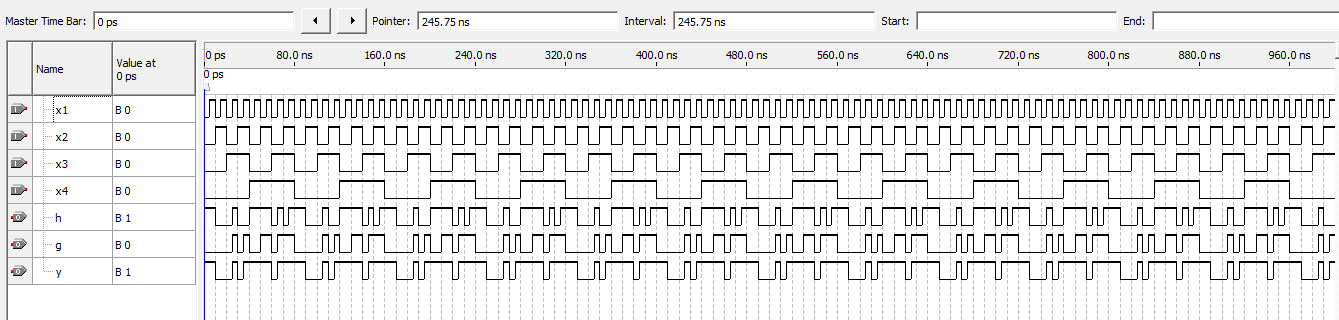 Master Time Bar: 0 ps Pointer: 245.75 ns Interval: 245.75 ns Start: End:
Name Value at 0 ps
0 ps 80.0 ns 160.0 ns 240.0 ns 320.0 ns 400.0 ns 480.0 ns 560.0 ns 640.0 ns 720.0 ns 800.0 ns 880.0 ns 960.0 ns
0 ps
x1 B 0
x2 B 0
x3 B 0
x4 B 0
h B 1
g B 0
y B 1